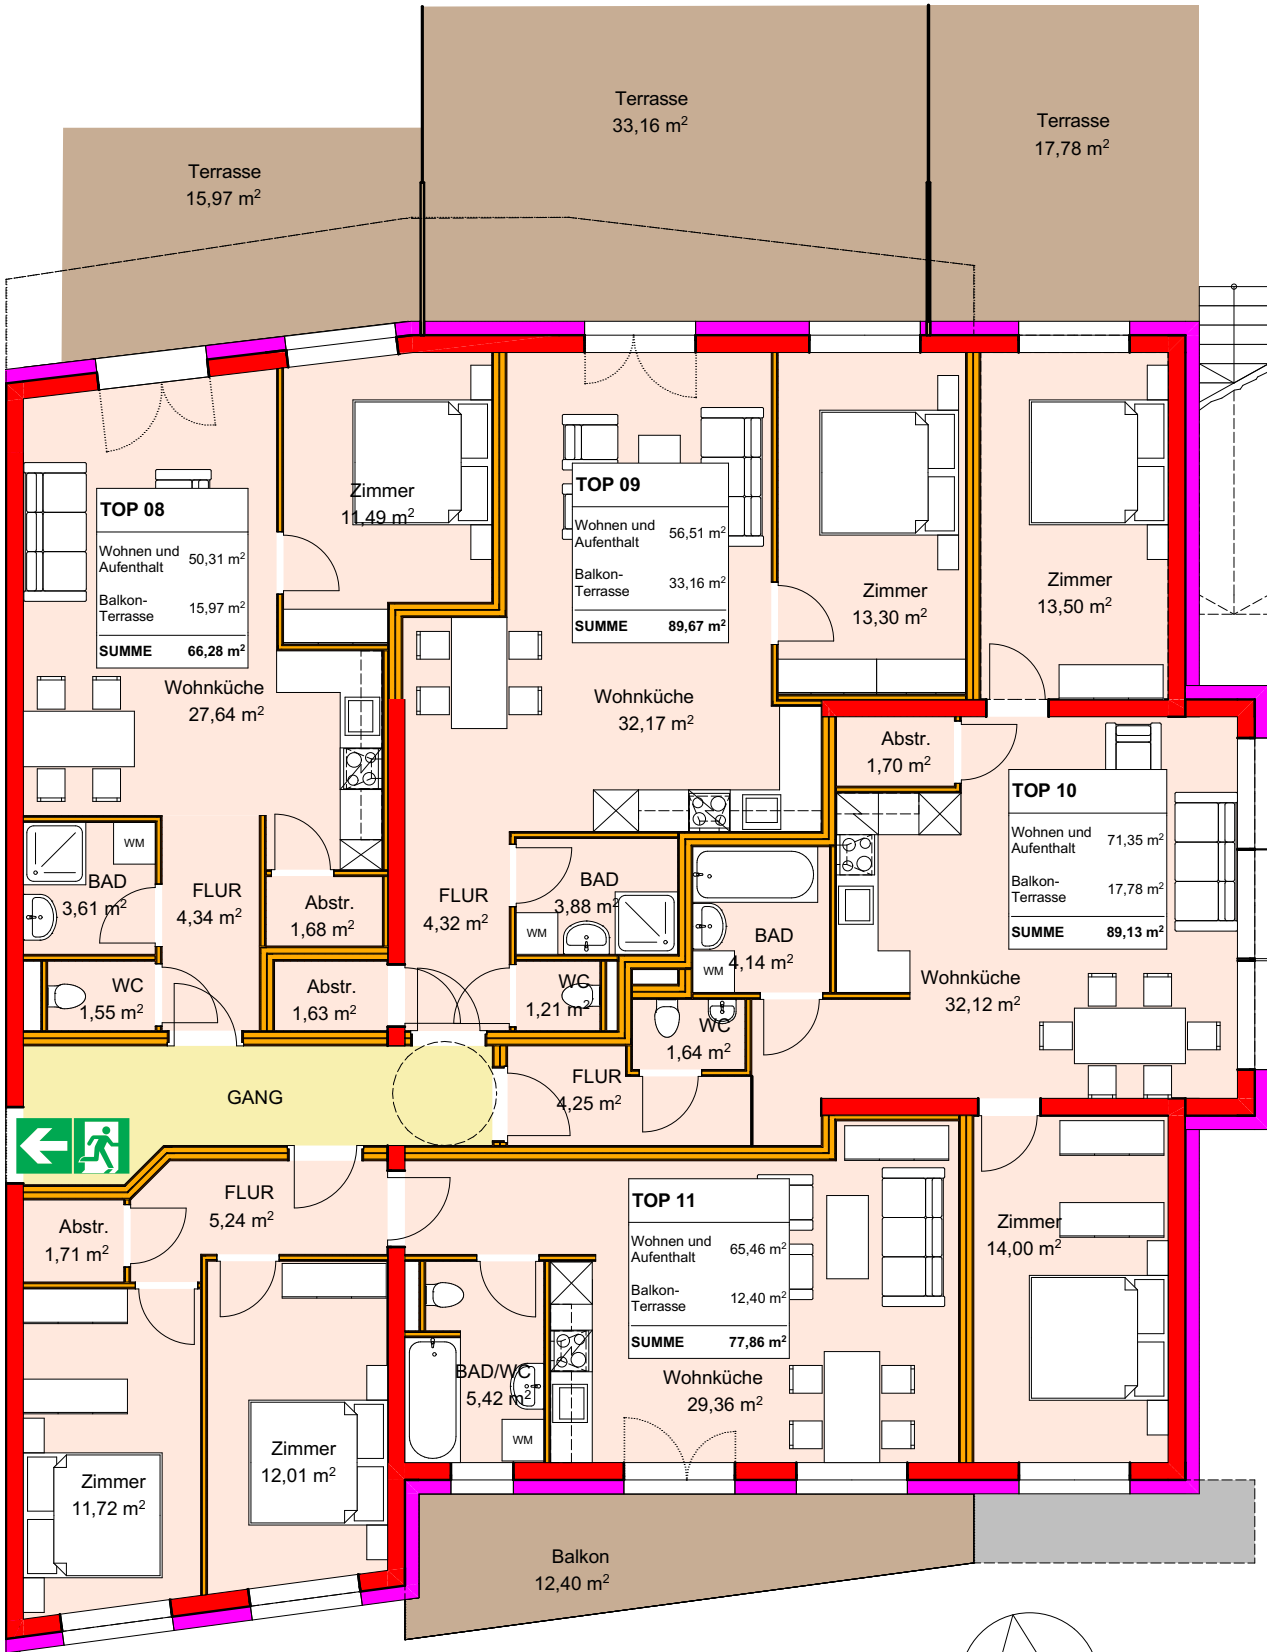 Terrasse
33,16 m²
Terrasse
17,78 m²
Terrasse
15,97 m²
TOP 08
Wohnen und
Aufenthalt 50,31 m²
Balkon-
Terrasse 15,97 m²
SUMME 66,28 m²
Zimmer
11,49 m²
TOP 09
Wohnen und
Aufenthalt 56,51 m²
Balkon-
Terrasse 33,16 m²
SUMME 89,67 m²
Zimmer
13,30 m²
Zimmer
13,50 m²
Wohnküche
27,64 m²
Wohnküche
32,17 m²
Abstr.
1,70 m²
TOP 10
Wohnen und
Aufenthalt 71,35 m²
Balkon-
Terrasse 17,78 m²
SUMME 89,13 m²
WM
BAD
3,61 m²
FLUR
4,34 m²
Abstr.
1,68 m²
FLUR
4,32 m²
BAD
3,88 m²
WM
BAD
4,14 m²
WM
Wohnküche
32,12 m²
WC
1,55 m²
Abstr.
1,63 m²
WC
1,21 m²
WC
1,64 m²
GANG
FLUR
4,25 m²
FLUR
5,24 m²
Abstr.
1,71 m²
TOP 11
Wohnen und
Aufenthalt 65,46 m²
Balkon-
Terrasse 12,40 m²
SUMME 77,86 m²
Zimmer
14,00 m²
BAD/WC
5,42 m²
WM
Wohnküche
29,36 m²
Zimmer
12,01 m²
Zimmer
11,72 m²
Balkon
12,40 m²